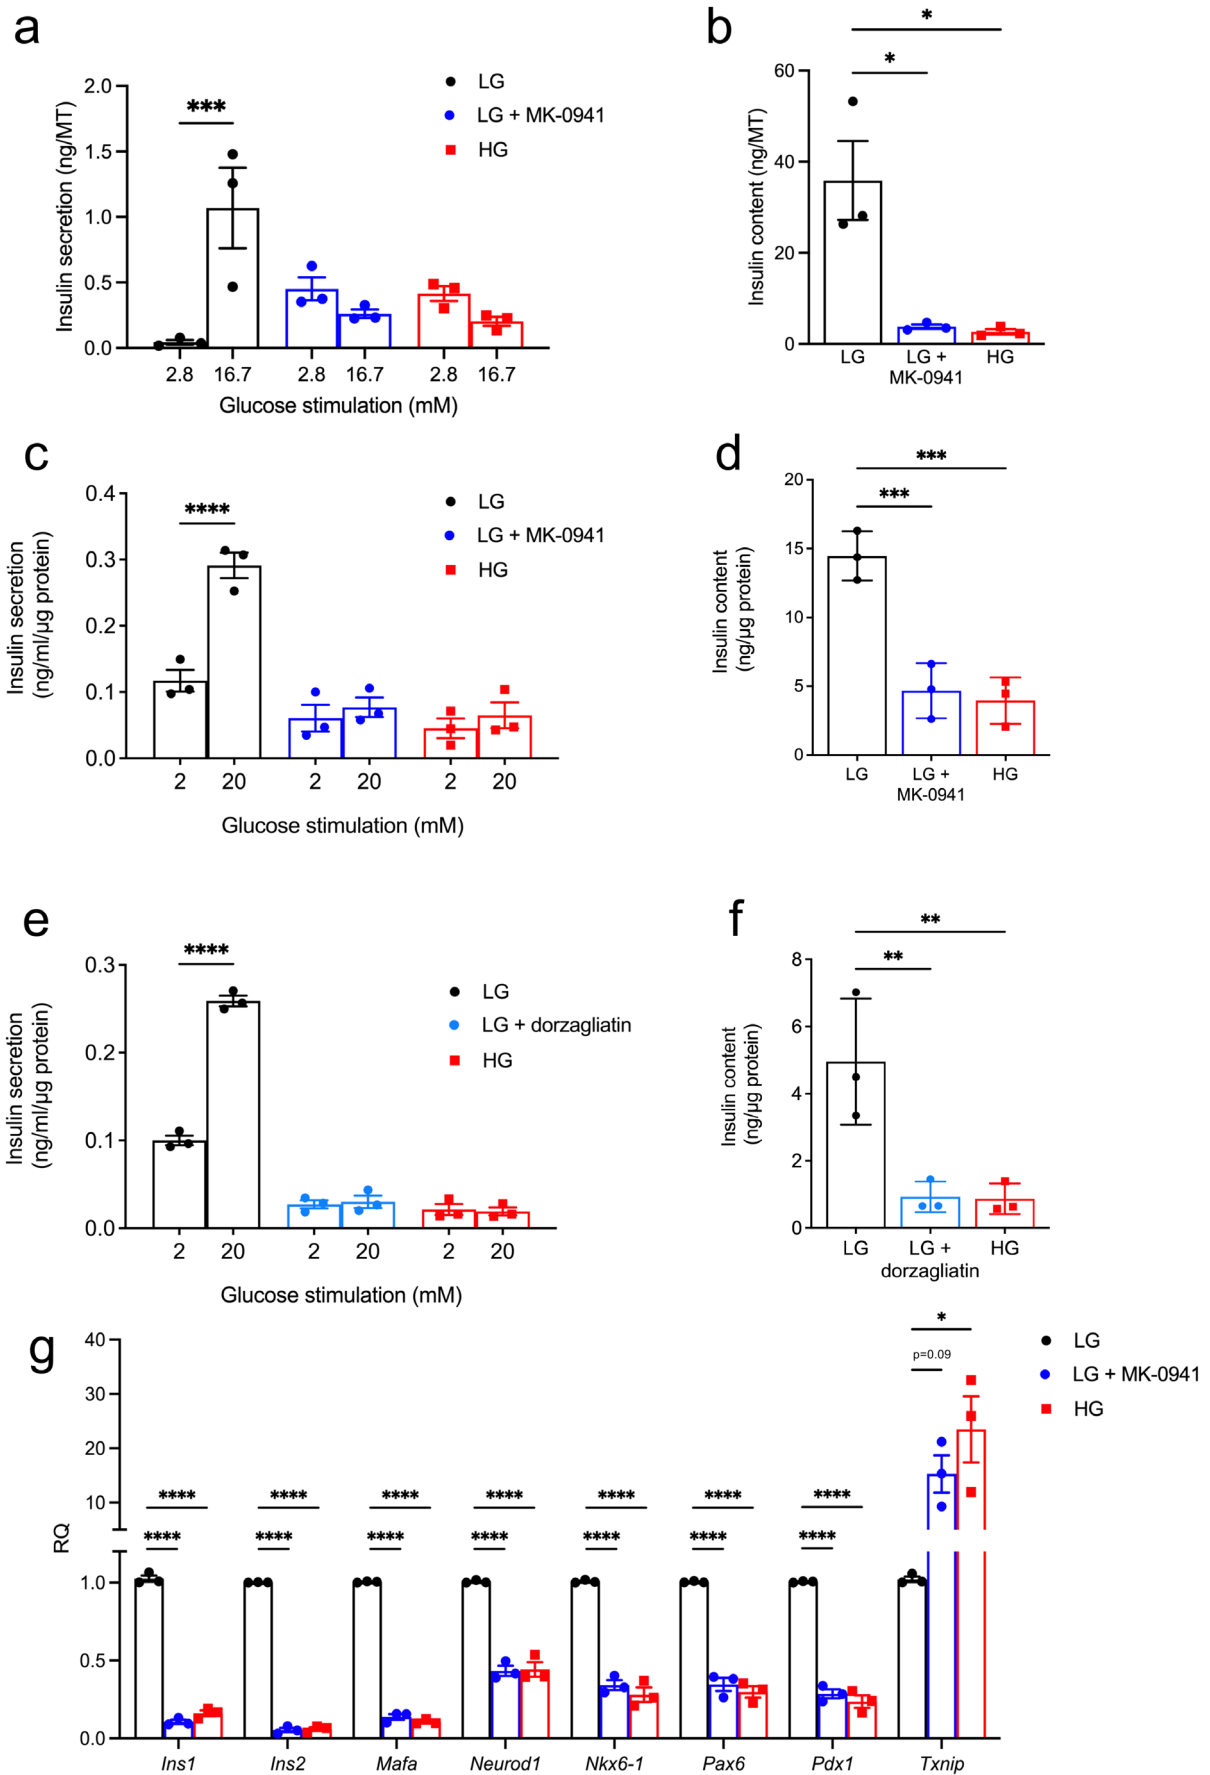 a
Insulin secretion (ng/MT)
2.0
1.5
1.0
0.5
0.0
***
LG
LG + MK-0941
HG
2.8 16.7 2.8 16.7 2.8 16.7
Glucose stimulation (mM)
b
Insulin content (ng/MT)
60
40
20
0
*
*
LG LG + MK-0941 HG
c
Insulin secretion
(ng/ml/µg protein)
0.4
0.3
0.2
0.1
0.0
****
LG
LG + MK-0941
HG
2 20 2 20 2 20
Glucose stimulation (mM)
d
Insulin content
(ng/µg protein)
20
15
10
5
0
***
***
LG LG + MK-0941 HG
e
Insulin secretion
(ng/ml/µg protein)
0.3
0.2
0.1
0.0
****
LG
LG + dorzagliatin
HG
2 20 2 20 2 20
Glucose stimulation (mM)
f
Insulin content
(ng/µg protein)
8
6
4
2
0
**
**
LG LG + dorzagliatin HG
g
RQ
40
30
20
10
1.0
0.5
0.0
**** **** **** **** **** **** **** *
p=0.09
**** **** **** **** **** **** ****
LG
LG + MK-0941
HG
Ins1 Ins2 Mafa Neurod1 Nkx6-1 Pax6 Pdx1 Txnip